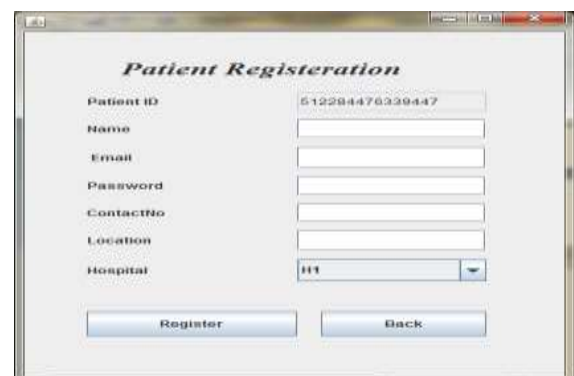 Patient Registeration
Patient ID 512284476339447
Name
Email
Password
ContactNo
Location
Hospital H1
Register Back